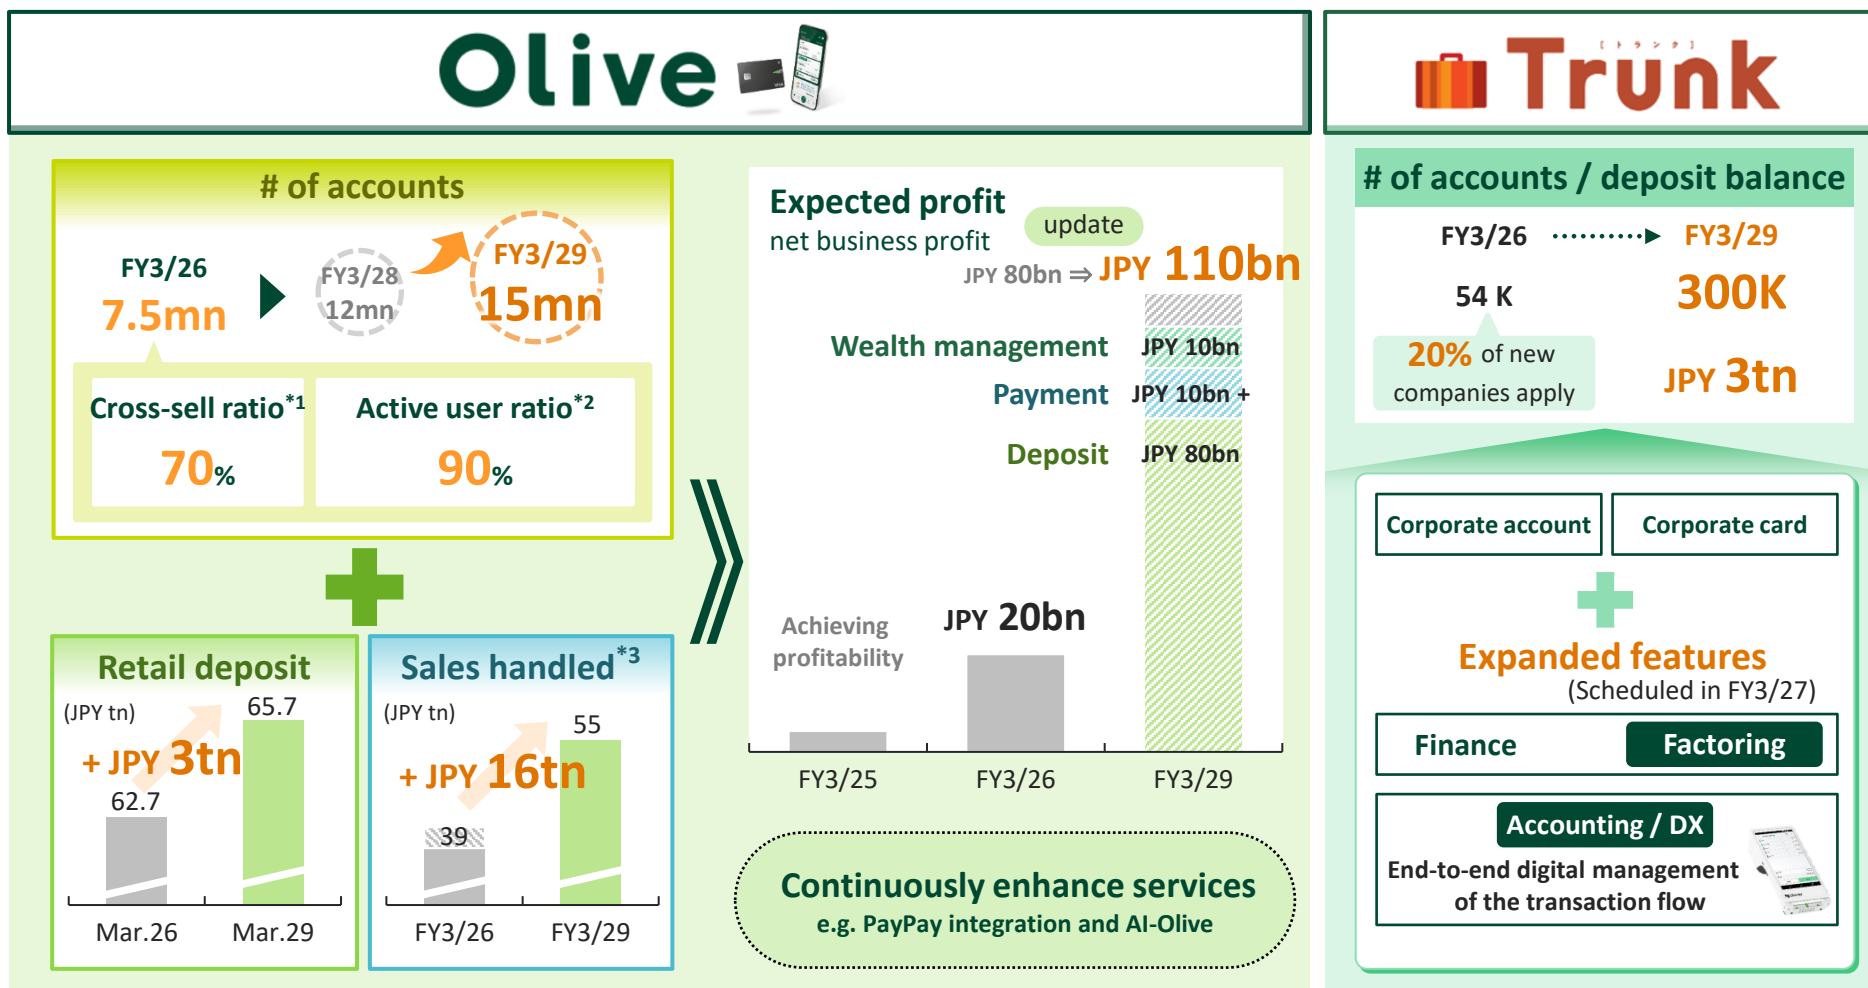 Olive
[トランク]
Trunk
# of accounts
FY3/26
7.5mn
FY3/28
12mn
FY3/29
15mn
Cross-sell ratio*1
70%
Active user ratio*2
90%
Retail deposit
(JPY tn)
+ JPY 3tn
62.7
65.7
Mar.26
Mar.29
Sales handled*3
(JPY tn)
+ JPY 16tn
39
55
FY3/26
FY3/29
Expected profit
net business profit
update
JPY 80bn ⇒ JPY 110bn
Wealth management
JPY 10bn
Payment
JPY 10bn +
Deposit
JPY 80bn
Achieving
profitability
JPY 20bn
FY3/25
FY3/26
FY3/29
Continuously enhance services
e.g. PayPay integration and AI-Olive
# of accounts / deposit balance
FY3/26
FY3/29
54 K
300K
20% of new
companies apply
JPY 3tn
Corporate account
Corporate card
Expanded features
(Scheduled in FY3/27)
Finance
Factoring
Accounting / DX
End-to-end digital management
of the transaction flow